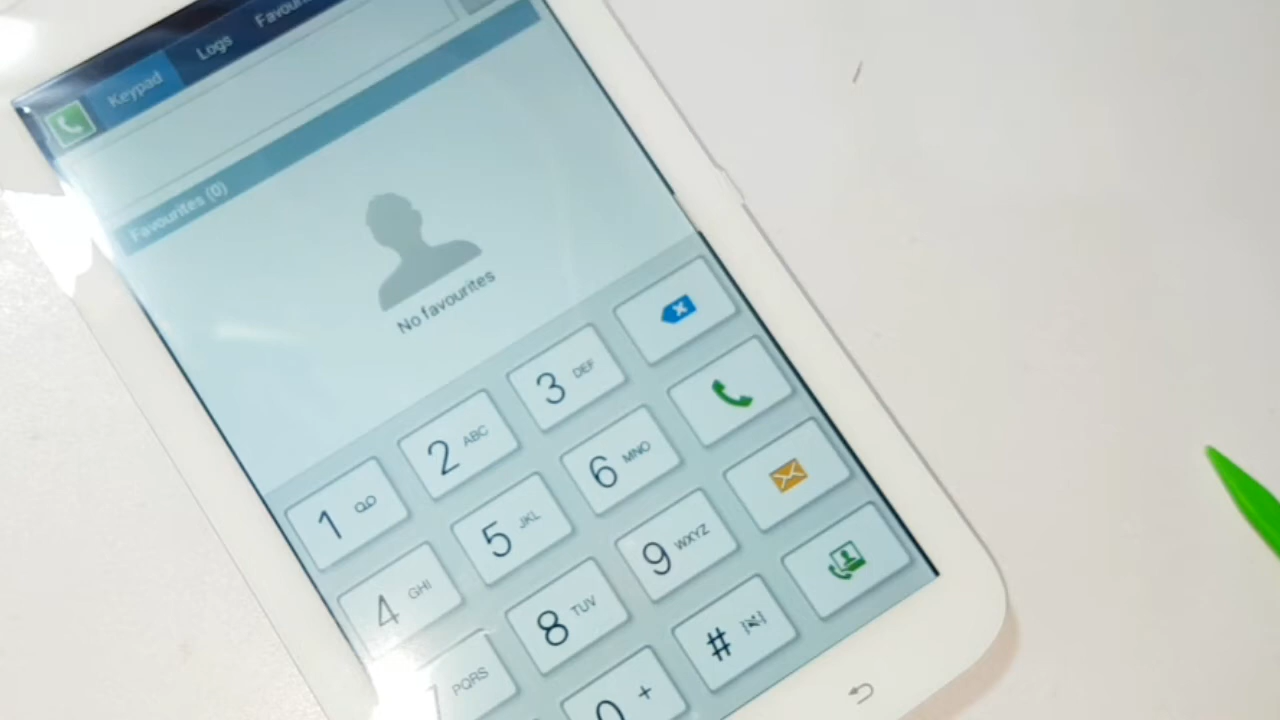 Keypad Logs
Favourites (0)
No favourites
1
2 ABC
3 DEF
4 GHI
5 JKL
6 MNO
7 PQRS
8 TUV
9 WXYZ
0 +
#